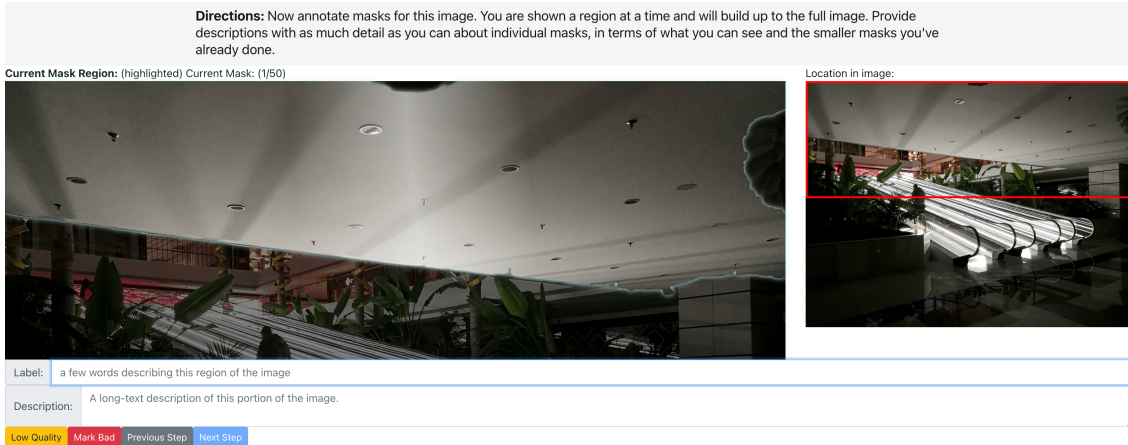 Directions: Now annotate masks for this image. You are shown a region at a time and will build up to the full image. Provide
descriptions with as much detail as you can about individual masks, in terms of what you can see and the smaller masks you've
already done.
Current Mask Region: (highlighted) Current Mask: (1/50)
Location in image:
Label: a few words describing this region of the image
Description: A long-text description of this portion of the image.
Low Quality Mark Bad Previous Step Next Step